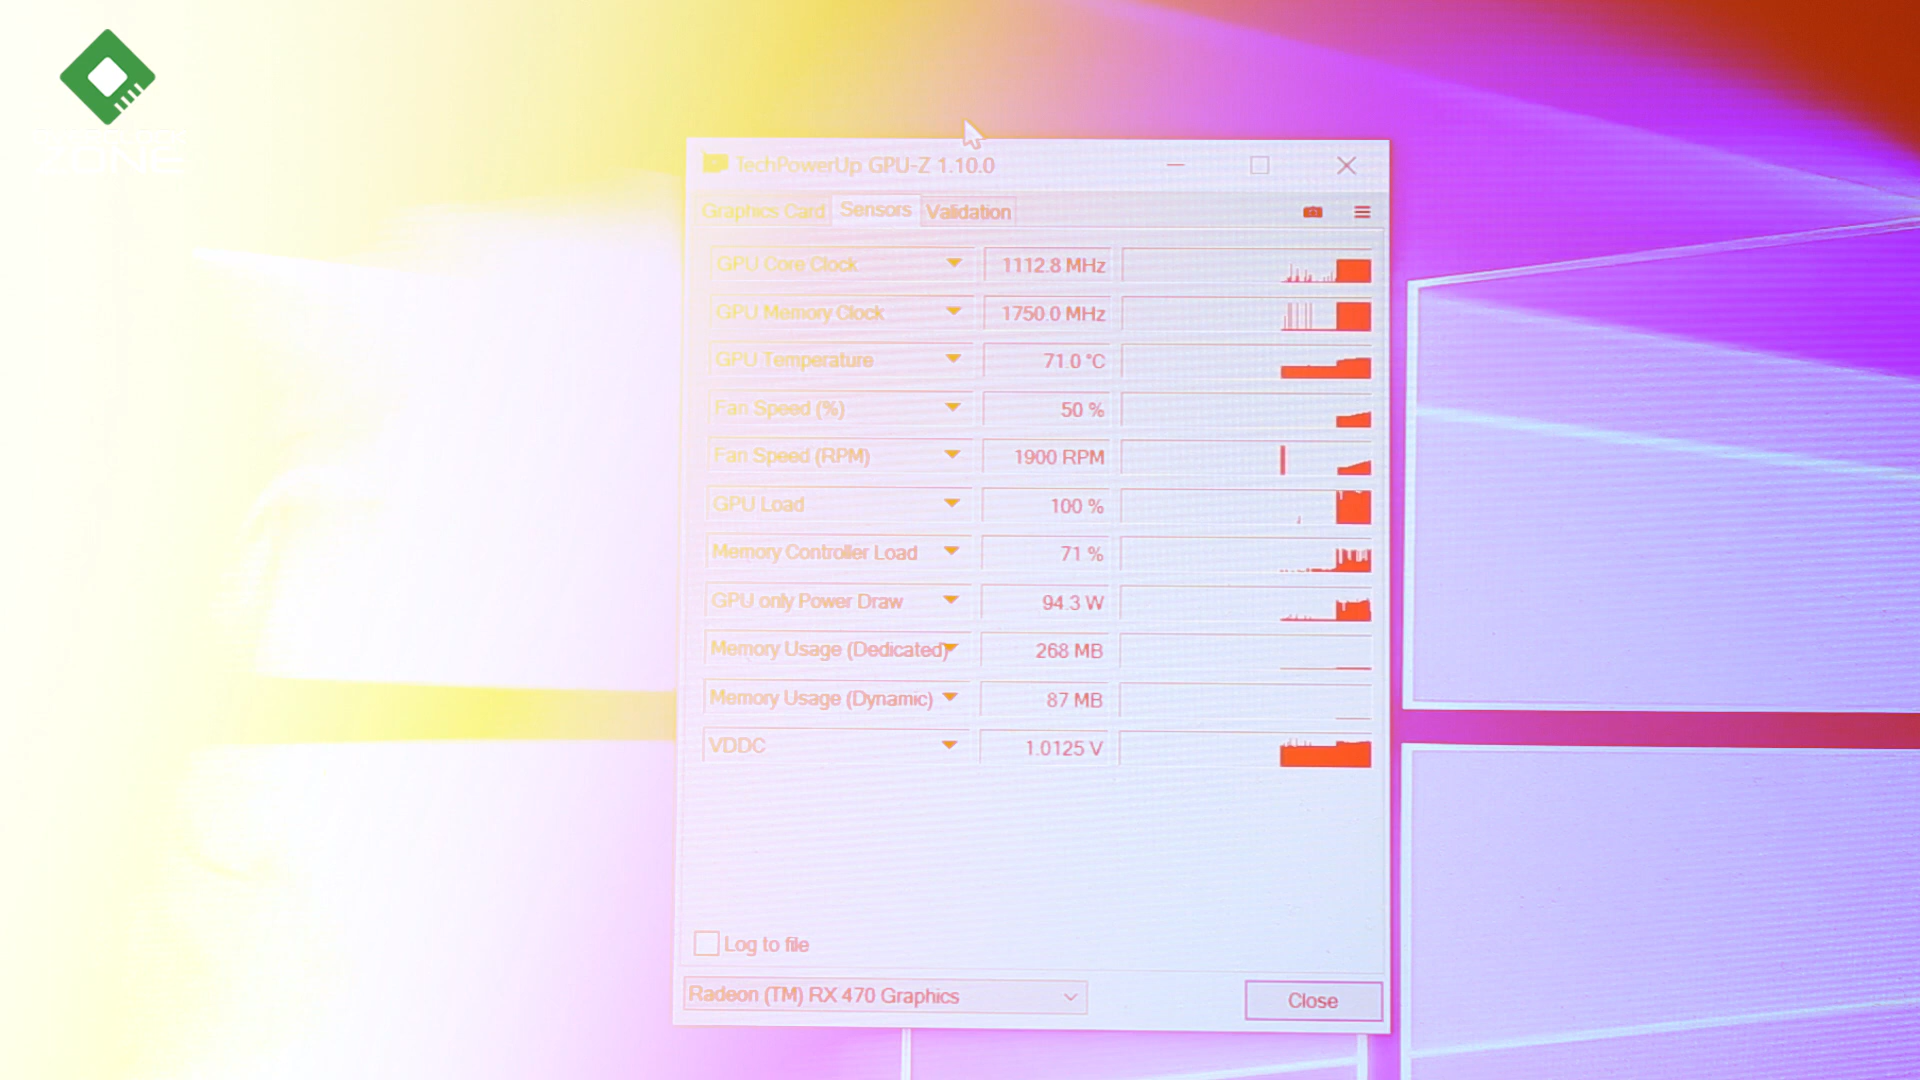 ZONE
TechPowerUp GPU-Z 1.10.0
Graphics Card Sensors Validation
GPU Core Clock 1112.8 MHz
GPU Memory Clock 1750.0 MHz
GPU Temperature 71.0 °C
Fan Speed (%) 50 %
Fan Speed (RPM) 1900 RPM
GPU Load 100 %
Memory Controller Load 71 %
GPU only Power Draw 94.3 W
Memory Usage (Dedicated) 268 MB
Memory Usage (Dynamic) 87 MB
VDDC 1.0125 V
Log to file
Radeon (TM) RX 470 Graphics
Close